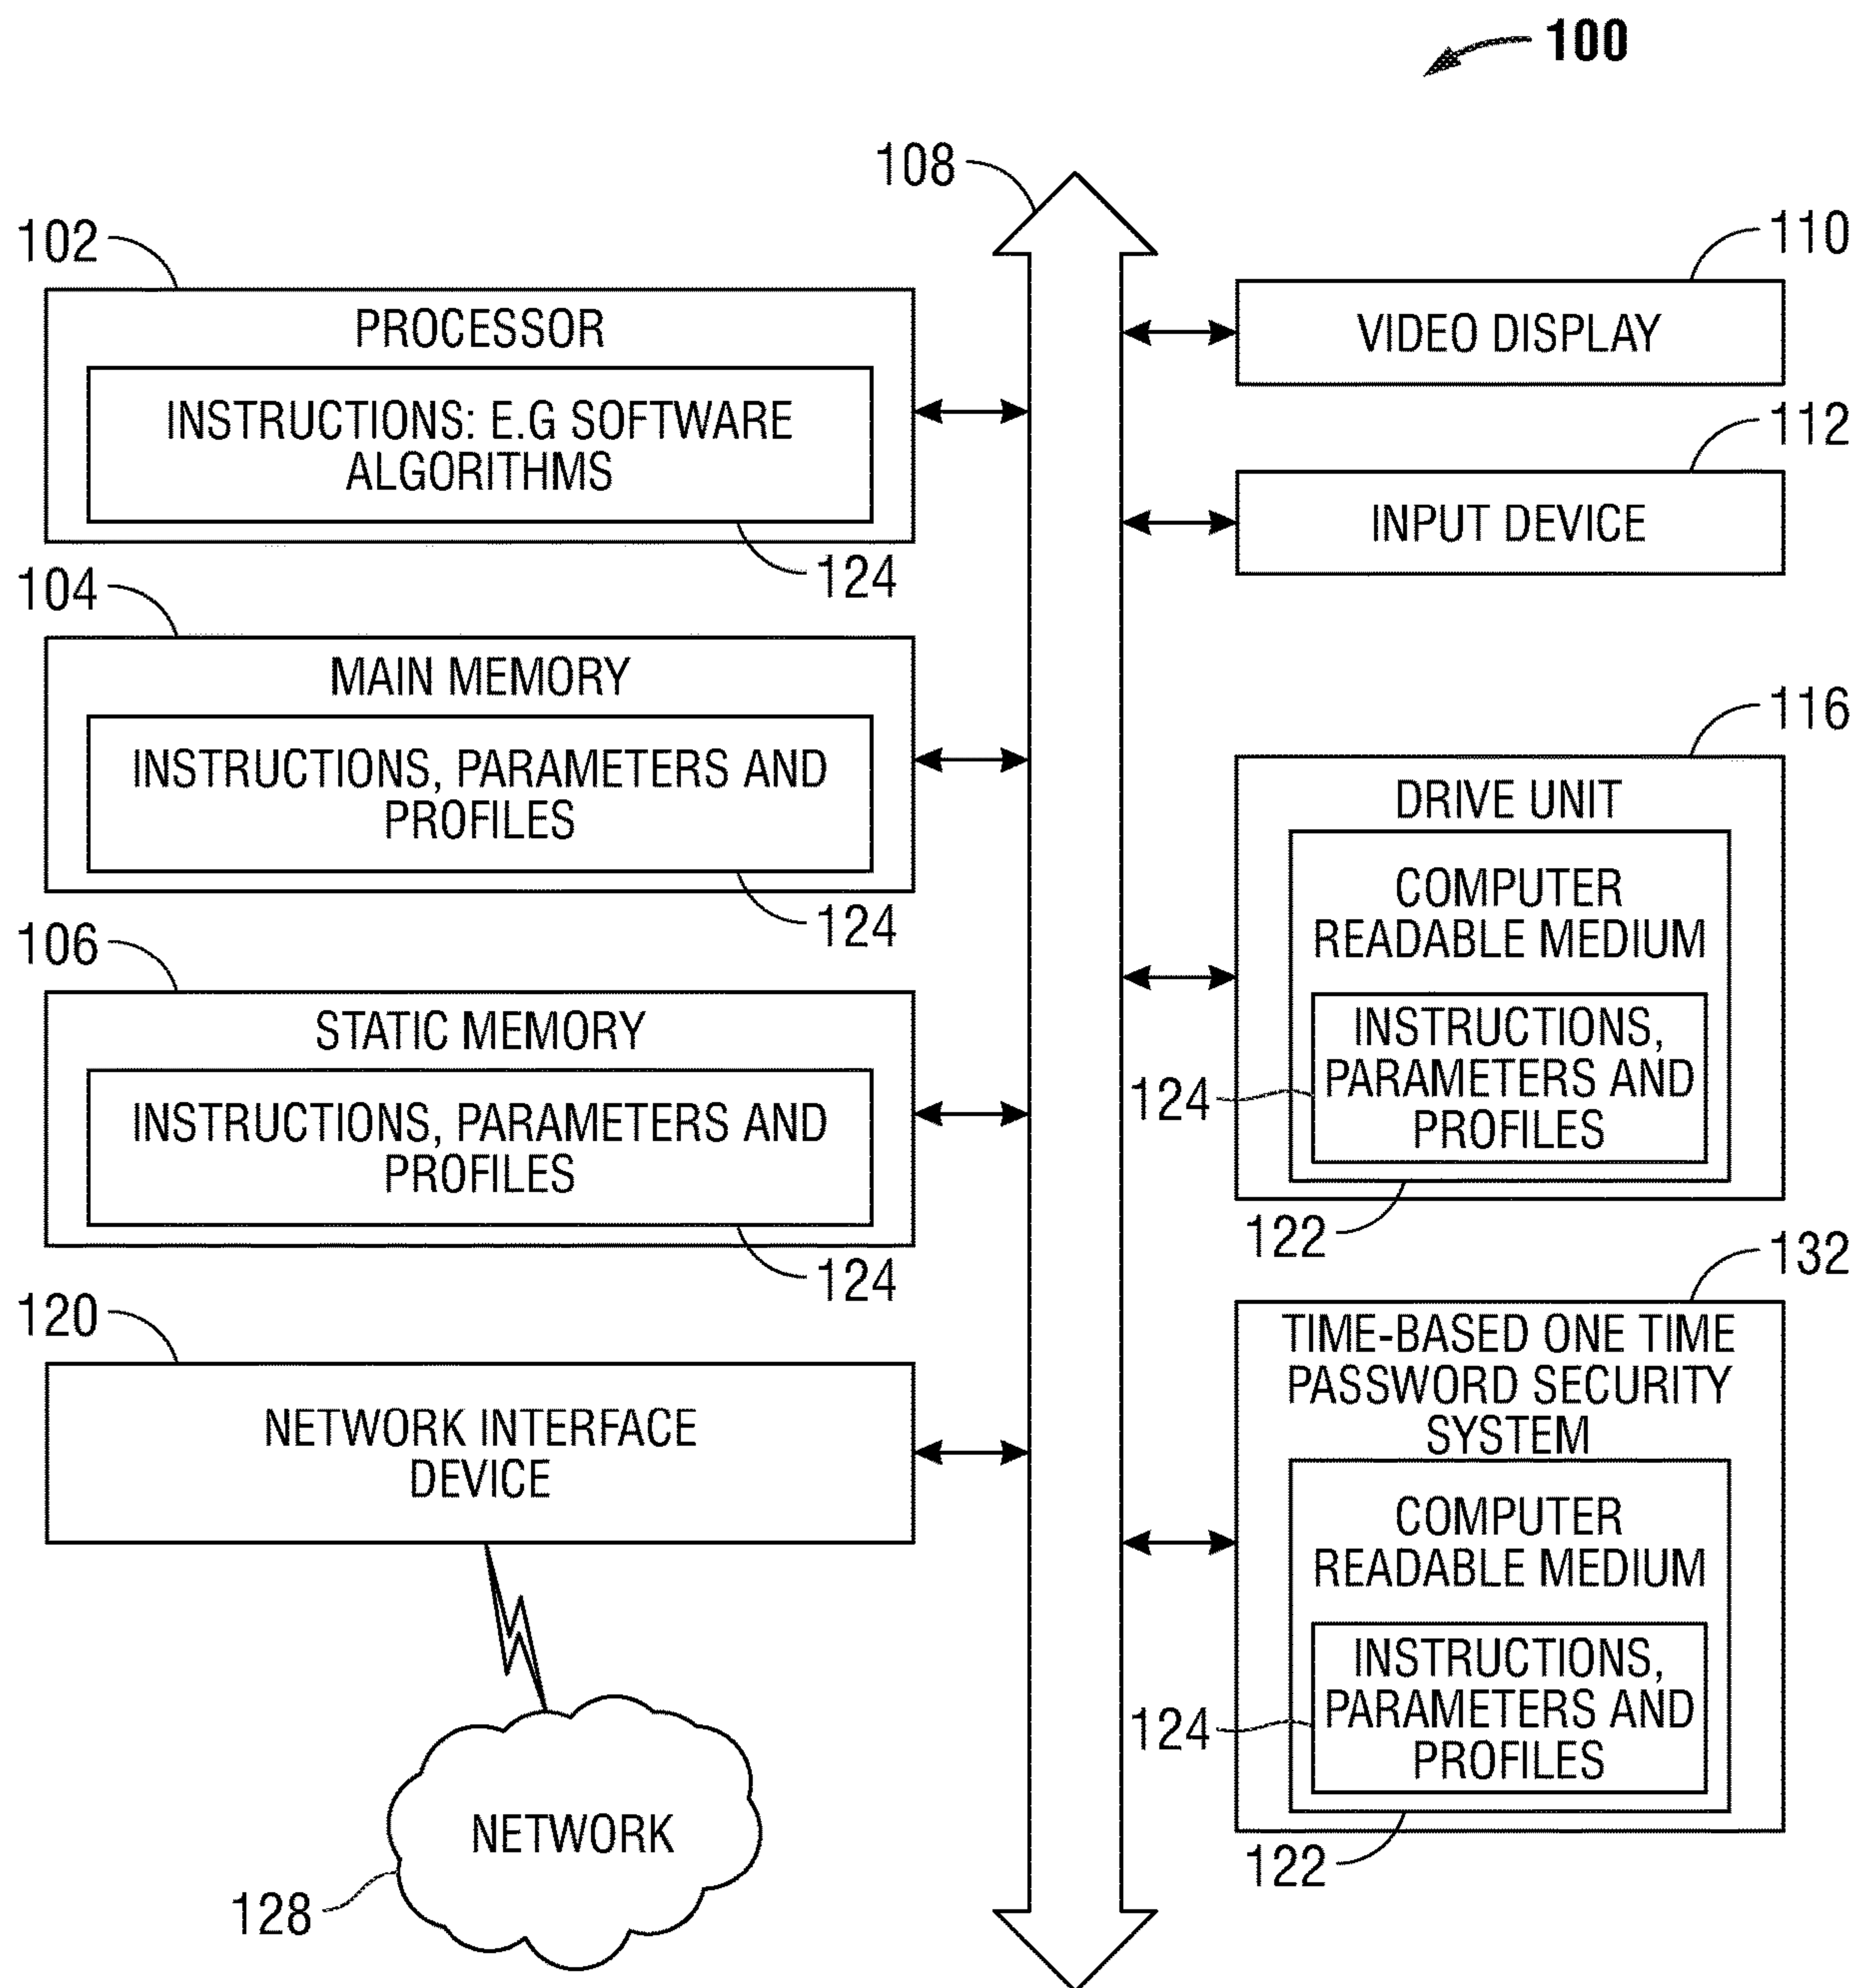 100
108
102
PROCESSOR
INSTRUCTIONS: E.G SOFTWARE
ALGORITHMS
124
104
MAIN MEMORY
INSTRUCTIONS, PARAMETERS AND
PROFILES
124
106
STATIC MEMORY
INSTRUCTIONS, PARAMETERS AND
PROFILES
124
120
NETWORK INTERFACE
DEVICE
NETWORK
128
110
VIDEO DISPLAY
112
INPUT DEVICE
116
DRIVE UNIT
COMPUTER
READABLE MEDIUM
INSTRUCTIONS,
PARAMETERS AND
PROFILES
124
122
132
TIME-BASED ONE TIME
PASSWORD SECURITY
SYSTEM
COMPUTER
READABLE MEDIUM
INSTRUCTIONS,
PARAMETERS AND
PROFILES
124
122